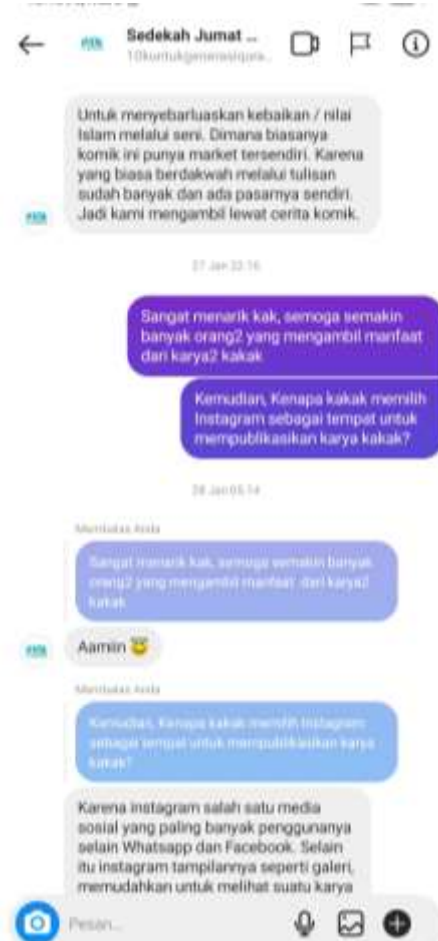 Sedekah Jumat ...
10kuntukgenerasiqura...
Untuk menyebarluaskan kebaikan / nilai
Islam melalui seni. Dimana biasanya
komik ini punya market tersendiri. Karena
yang biasa berdakwah melalui tulisan
sudah banyak dan ada pasarnya sendiri.
Jadi kami mengambil lewat cerita komik.
27 Jan 22.16
Sangat menarik kak, semoga semakin
banyak orang2 yang mengambil manfaat
dari karya2 kakak
Kemudian, Kenapa kakak memilih
Instagram sebagai tempat untuk
mempublikasikan karya kakak?
28 Jan 05.14
Membalas Anda
Sangat menarik kak, semoga semakin banyak
orang2 yang mengambil manfaat dari karya2
kakak
Aamiin 😇
Membalas Anda
Kemudian, Kenapa kakak memilih Instagram
sebagai tempat untuk mempublikasikan karya
kakak?
Karena instagram salah satu media
sosial yang paling banyak penggunanya
selain Whatsapp dan Facebook. Selain
itu instagram tampilannya seperti galeri,
memudahkan untuk melihat suatu karya
Pesan...